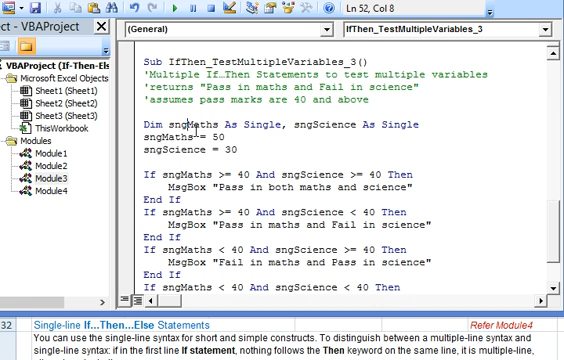 Ln 52, Col 8
ct - VBAProject
(General)
IfThen_TestMultipleVariables_3
VBAProject (If-Then-Els
Microsoft Excel Objects
Sheet1 (Sheet1)
Sheet2 (Sheet2)
Sheet3 (Sheet3)
ThisWorkbook
Modules
Module1
Module2
Module3
Module4
Sub IfThen_TestMultipleVariables_3()
'Multiple If…Then Statements to test multiple variables
'returns "Pass in maths and Fail in science"
'assumes pass marks are 40 and above
Dim sngMaths As Single, sngScience As Single
sngMaths = 50
sngScience = 30
If sngMaths >= 40 And sngScience >= 40 Then
MsgBox "Pass in both maths and science"
End If
If sngMaths >= 40 And sngScience < 40 Then
MsgBox "Pass in maths and Fail in science"
End If
If sngMaths < 40 And sngScience >= 40 Then
MsgBox "Fail in maths and Pass in science"
End If
If sngMaths < 40 And sngScience < 40 Then
32 Single-line If...Then...Else Statements Refer Module4
You can use the single-line syntax for short and simple constructs. To distinguish between a multiple-line syntax and
single-line syntax: if in the first line If statement, nothing follows the Then keyword on the same line, it is multiple-line,